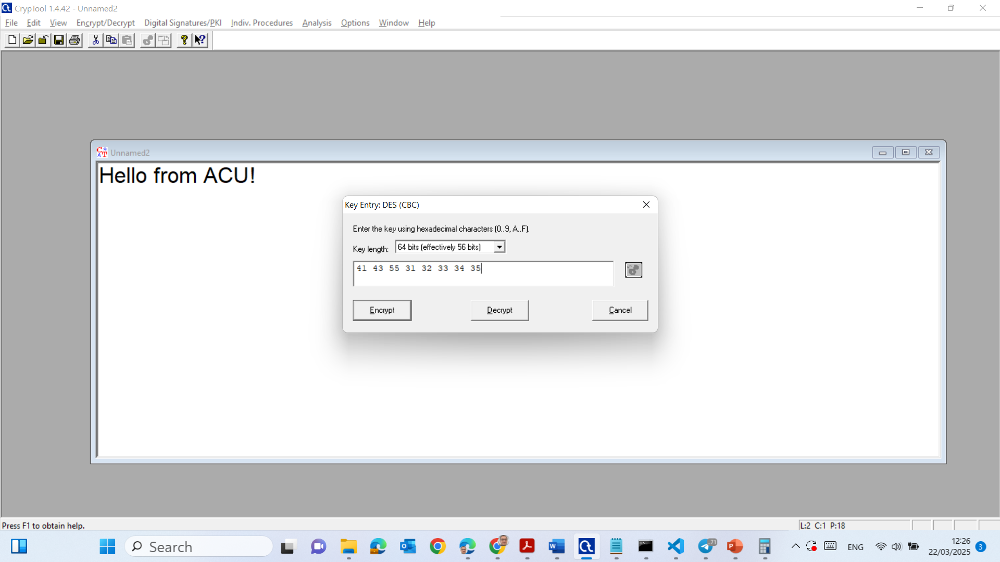 CrypTool 1.4.42 - Unnamed2
File Edit View Encrypt/Decrypt Digital Signatures/PKI Indiv. Procedures Analysis Options Window Help
Unnamed2
Hello from ACU!
Key Entry: DES (CBC)
Enter the key using hexadecimal characters (0..9, A..F).
Key length: 64 bits (effectively 56 bits)
41 43 55 31 32 33 34 35
Encrypt Decrypt Cancel
Press F1 to obtain help.
L:2 C:1 P:18
Search
71
ENG
12:26
22/03/2025
3